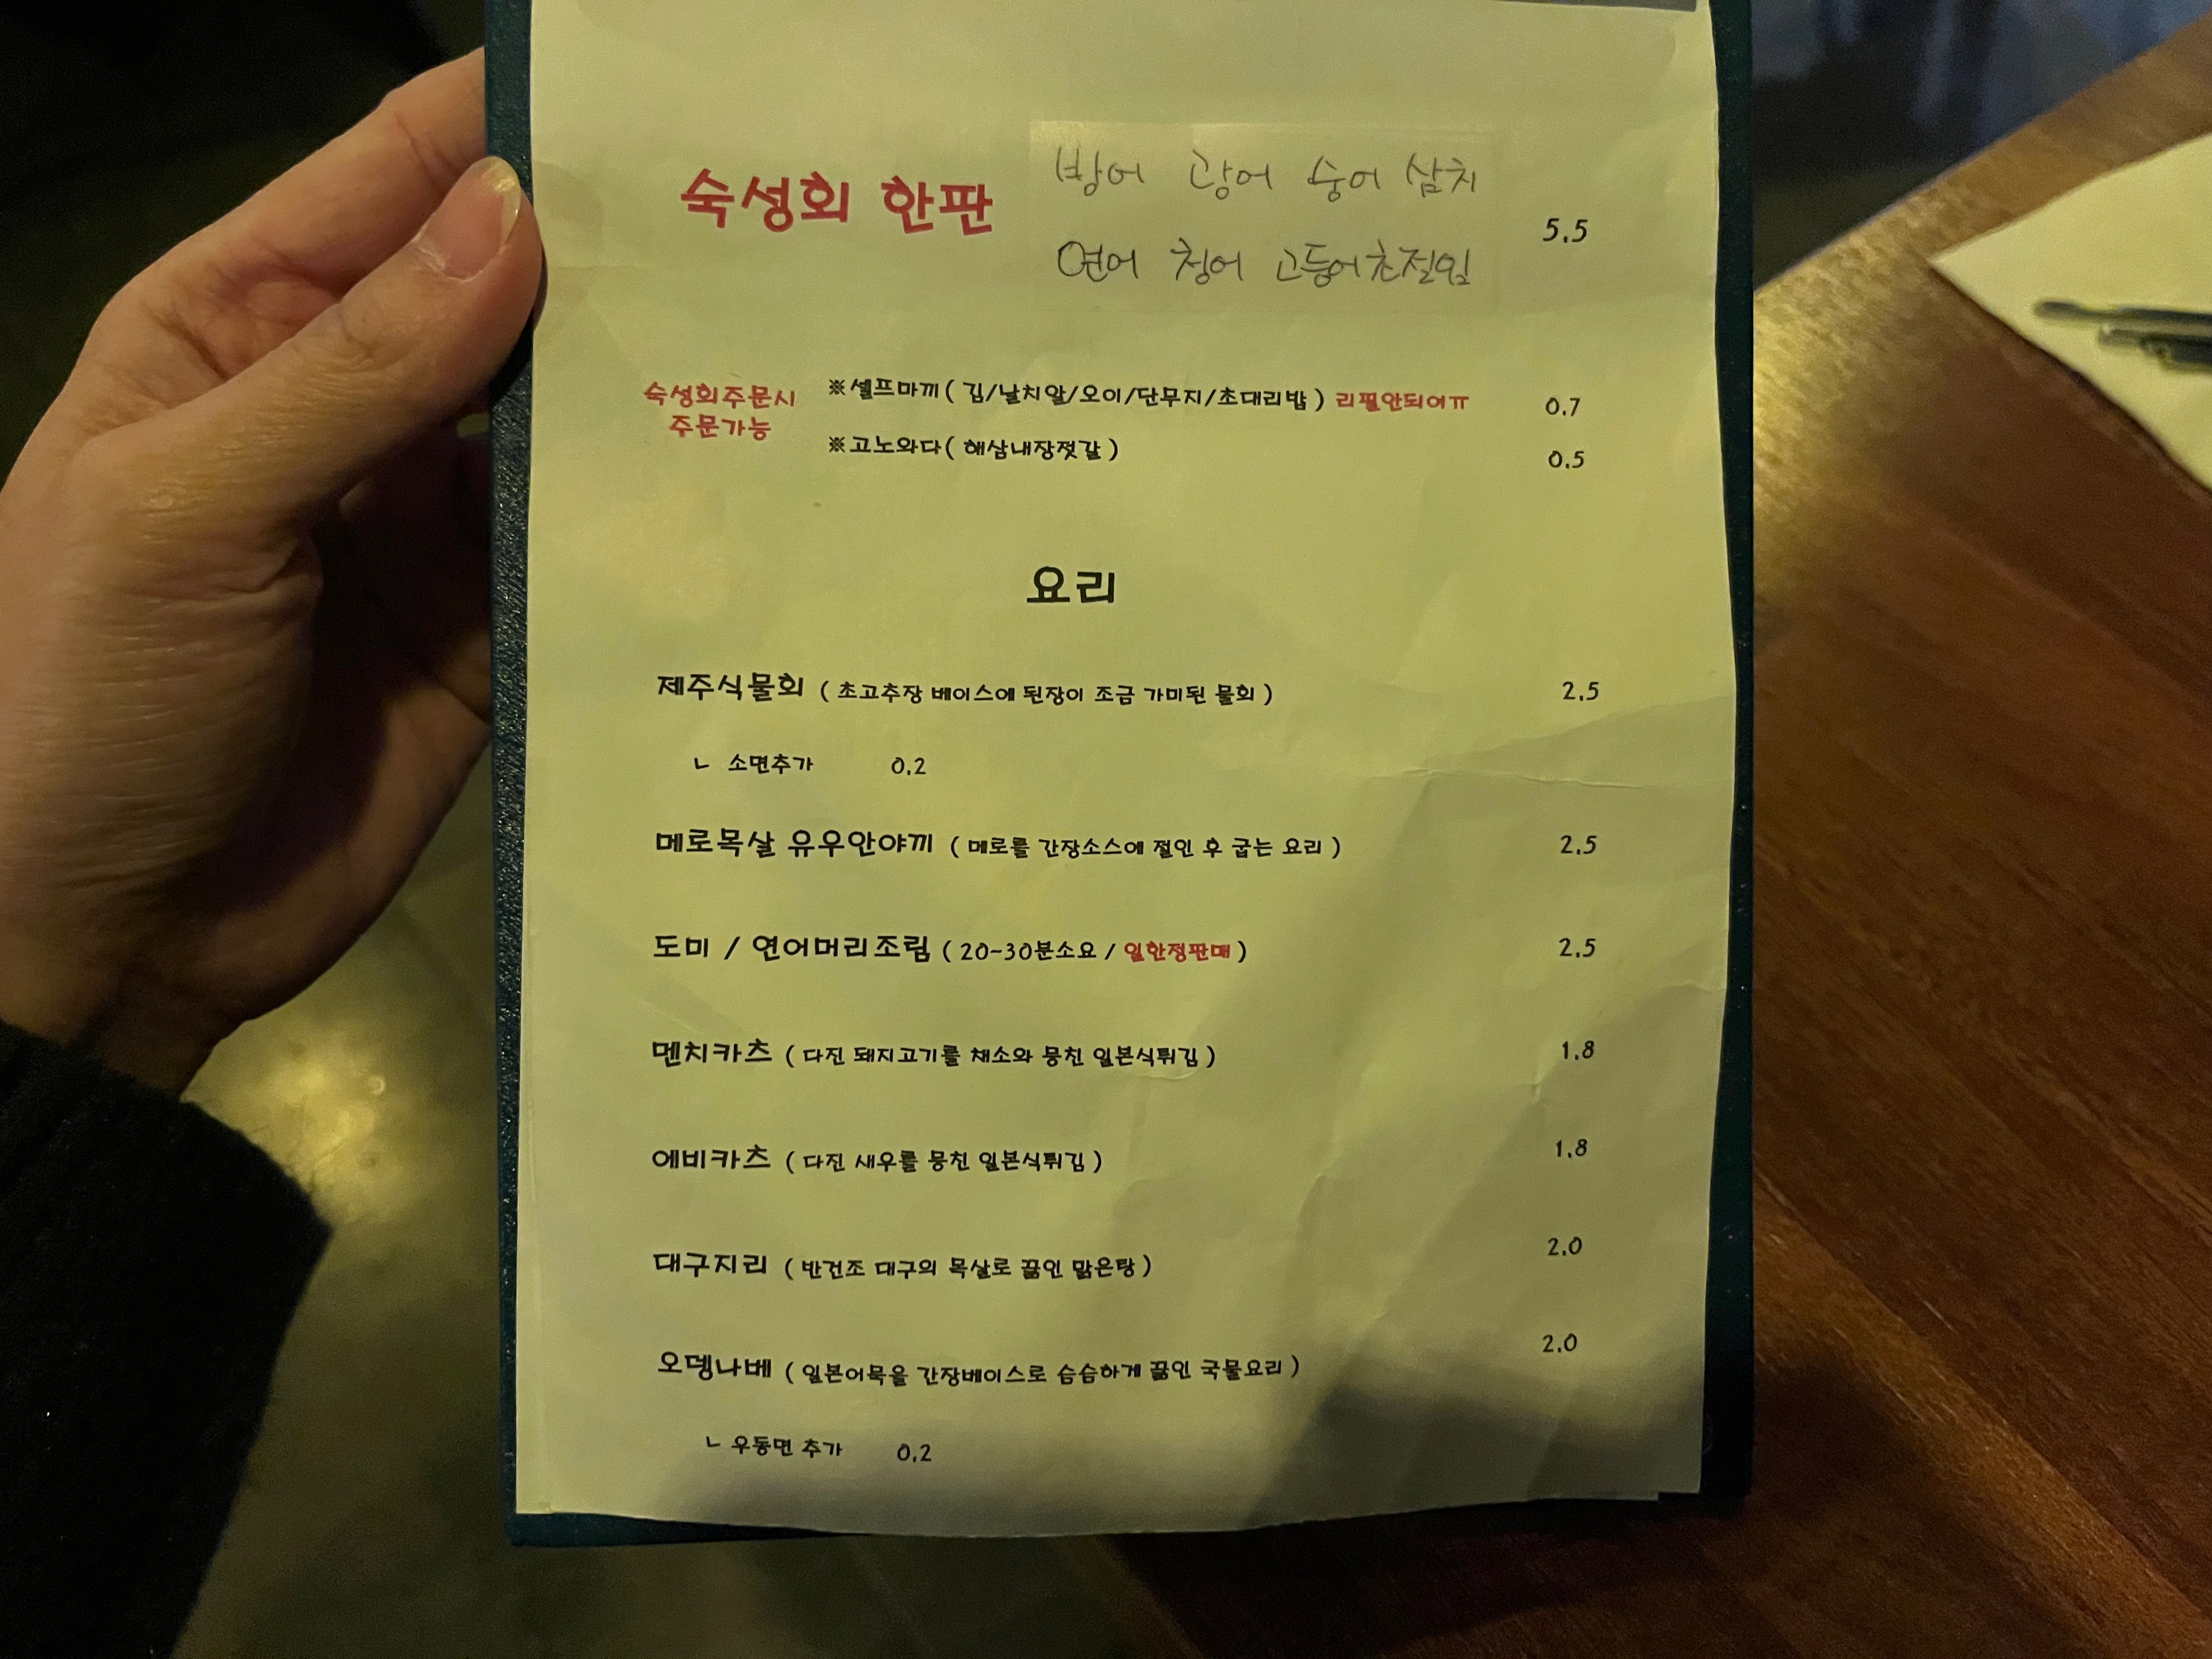 숙성회 한판 방어 광어 숭어 삼치
연어 청어 고등어초절임 5.5
숙성회주문시
주문가능
※셀프마끼( 김/날치알/오이/단무지/초대리밥 ) 리필안되어ㅠ 0.7
※고노와다( 해삼내장젓갈 ) 0.5
요리
제주식물회 ( 초고추장 베이스에 된장이 조금 가미된 물회 ) 2.5
ㄴ 소면추가 0.2
메로목살 유우안야끼 ( 메로를 간장소스에 절인 후 굽는 요리 ) 2.5
도미 / 연어머리조림 ( 20~30분소요 / 일한정판매 ) 2.5
멘치카츠 ( 다진 돼지고기를 채소와 뭉친 일본식튀김 ) 1.8
에비카츠 ( 다진 새우를 뭉친 일본식튀김 ) 1.8
대구지리 ( 반건조 대구의 목살로 끓인 맑은탕 ) 2.0
오뎅나베 ( 일본어묵을 간장베이스로 슴슴하게 끓인 국물요리 ) 2.0
ㄴ 우동면 추가 0.2